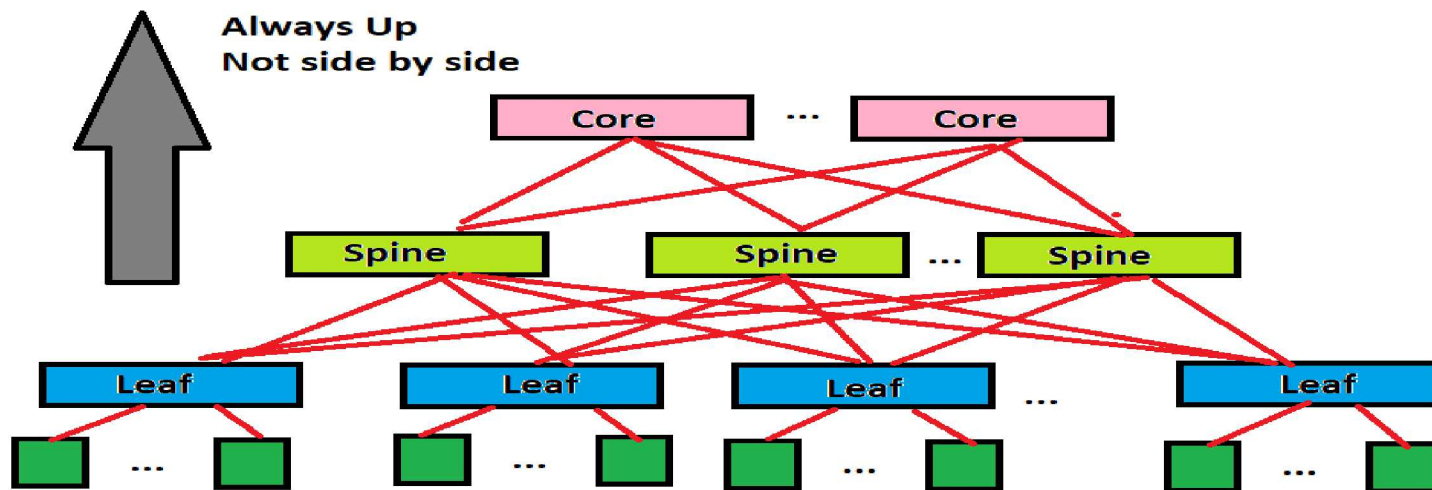 Always Up
Not side by side
Core ... Core
Spine Spine ... Spine
Leaf Leaf Leaf ... Leaf
... ... ... ...